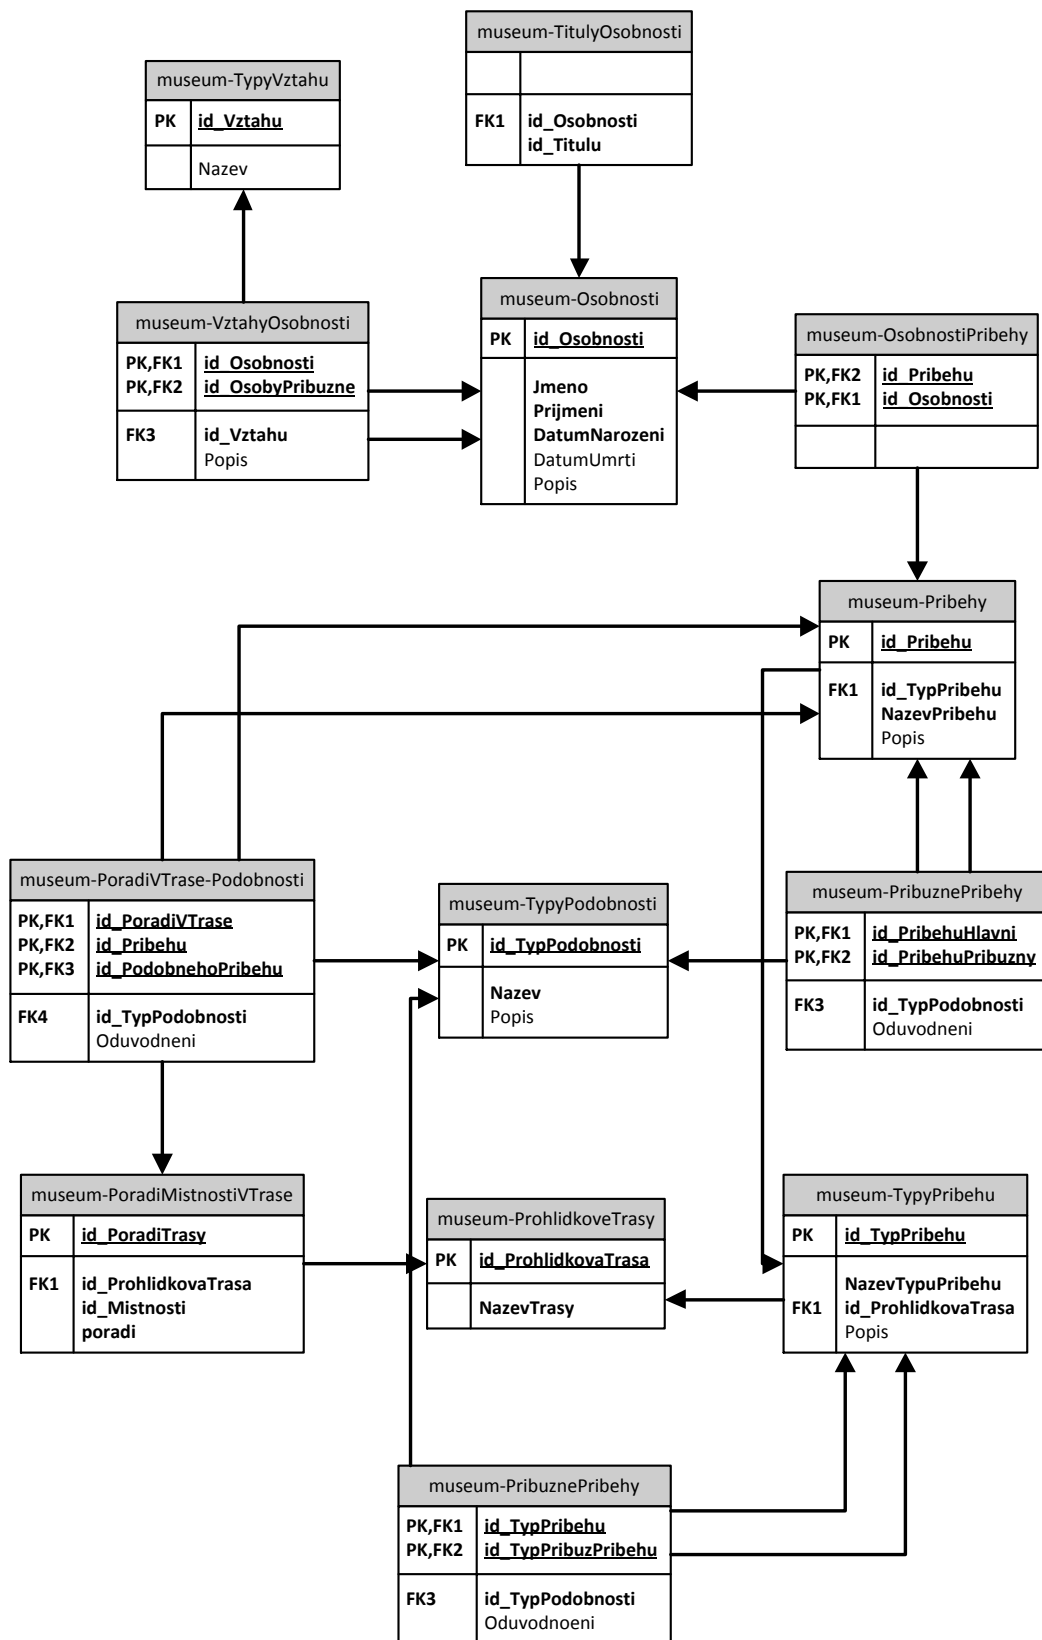 museum-TitulyOsobnosti
FK1 id_Osobnosti
id_Titulu
museum-TypyVztahu
PK id_Vztahu
Nazev
museum-VztahyOsobnosti
PK,FK1 id_Osobnosti
PK,FK2 id_OsobyPribuzne
FK3 id_Vztahu
Popis
museum-Osobnosti
PK id_Osobnosti
Jmeno
Prijmeni
DatumNarozeni
DatumUmrti
Popis
museum-OsobnostiPribehy
PK,FK2 id_Pribehu
PK,FK1 id_Osobnosti
museum-Pribehy
PK id_Pribehu
FK1 id_TypPribehu
NazevPribehu
Popis
museum-PoradiVTrase-Podobnosti
PK,FK1 id_PoradiVTrase
PK,FK2 id_Pribehu
PK,FK3 id_PodobnehoPribehu
FK4 id_TypPodobnosti
Oduvodneni
museum-TypyPodobnosti
PK id_TypPodobnosti
Nazev
Popis
museum-PribuznePribehy
PK,FK1 id_PribehuHlavni
PK,FK2 id_PribehuPribuzny
FK3 id_TypPodobnosti
Oduvodneni
museum-PoradiMistnostiVTrase
PK id_PoradiTrasy
FK1 id_ProhlidkovaTrasa
id_Mistnosti
poradi
museum-ProhlidkoveTrasy
PK id_ProhlidkovaTrasa
NazevTrasy
museum-TypyPribehu
PK id_TypPribehu
NazevTypuPribehu
FK1 id_ProhlidkovaTrasa
Popis
museum-PribuznePribehy
PK,FK1 id_TypPribehu
PK,FK2 id_TypPribuzPribehu
FK3 id_TypPodobnosti
Oduvodnoeni